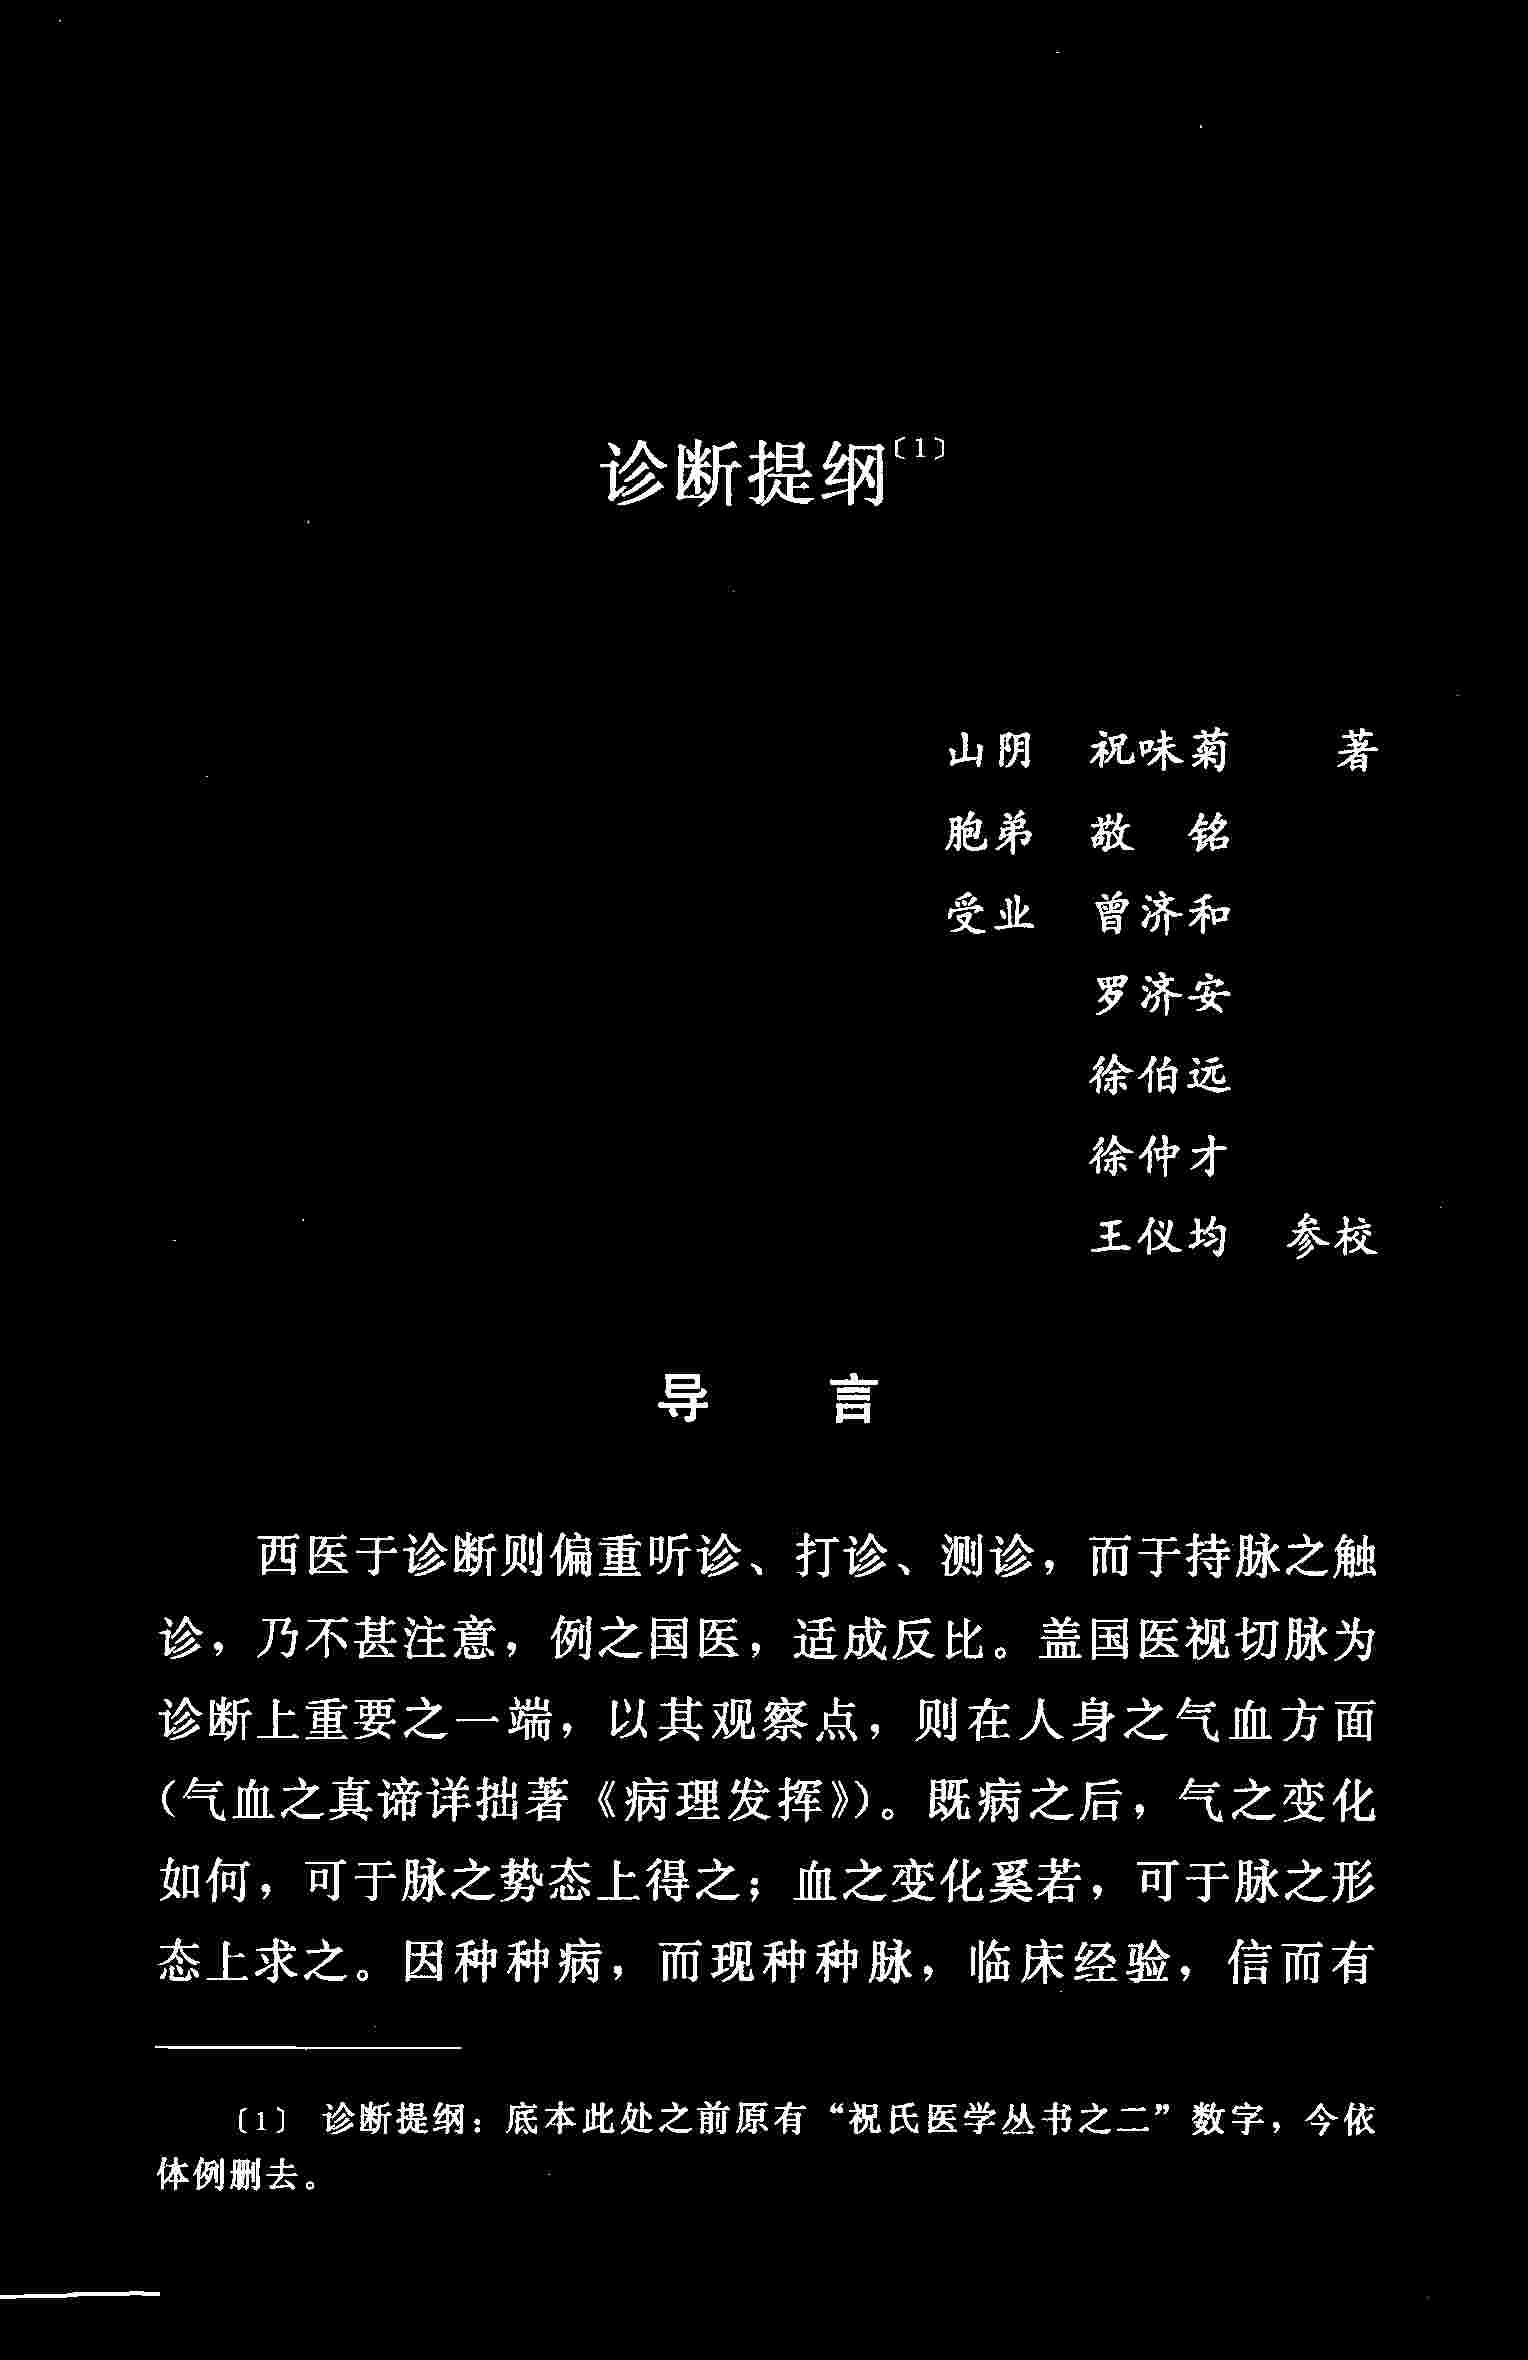 诊断提纲〔1〕
山阴 祝味菊 著
胞弟 敬 铭
受业 曾济和
罗济安
徐伯远
徐仲才
王仪均 参校
导 言
西医于诊断则偏重听诊、打诊、测诊，而于持脉之触
诊，乃不甚注意，例之国医，适成反比。盖国医视切脉为
诊断上重要之一端，以其观察点，则在人身之气血方面
（气血之真谛详拙著《病理发挥》）。既病之后，气之变化
如何，可于脉之势态上得之；血之变化奚若，可于脉之形
态上求之。因种种病，而现种种脉，临床经验，信而有
〔1〕 诊断提纲：底本此处之前原有“祝氏医学丛书之二”数字，今依
体例删去。